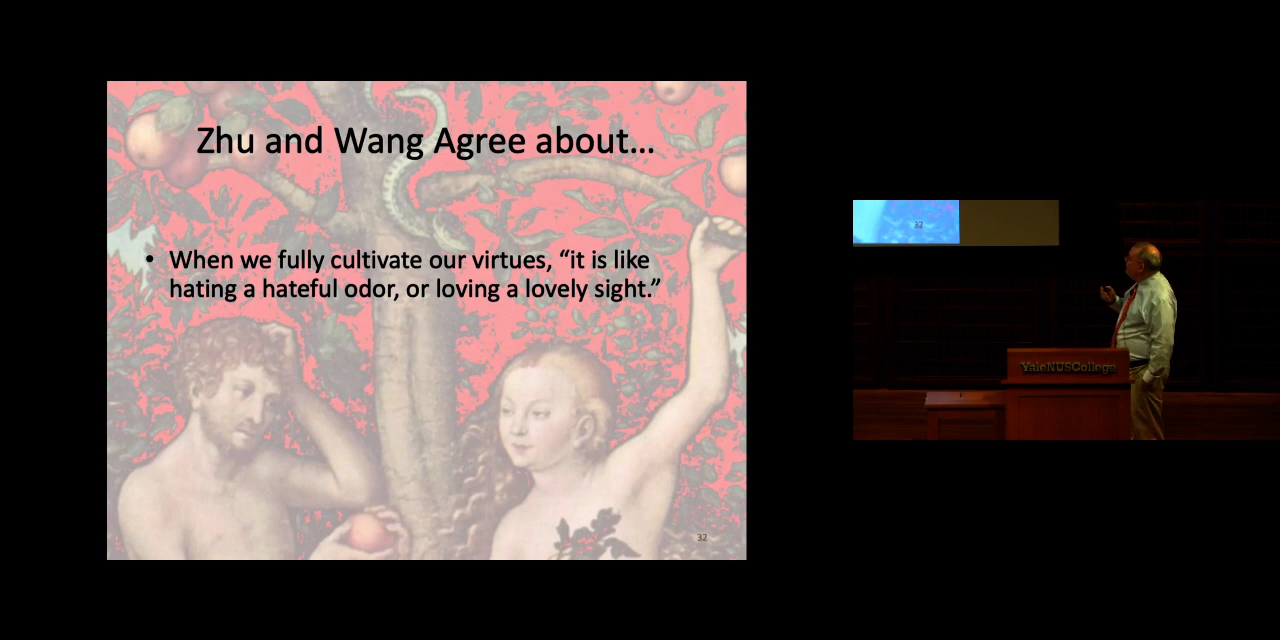 Zhu and Wang Agree about...
• When we fully cultivate our virtues, “it is like
hating a hateful odor, or loving a lovely sight.”
32
32
YaleNUSCollege